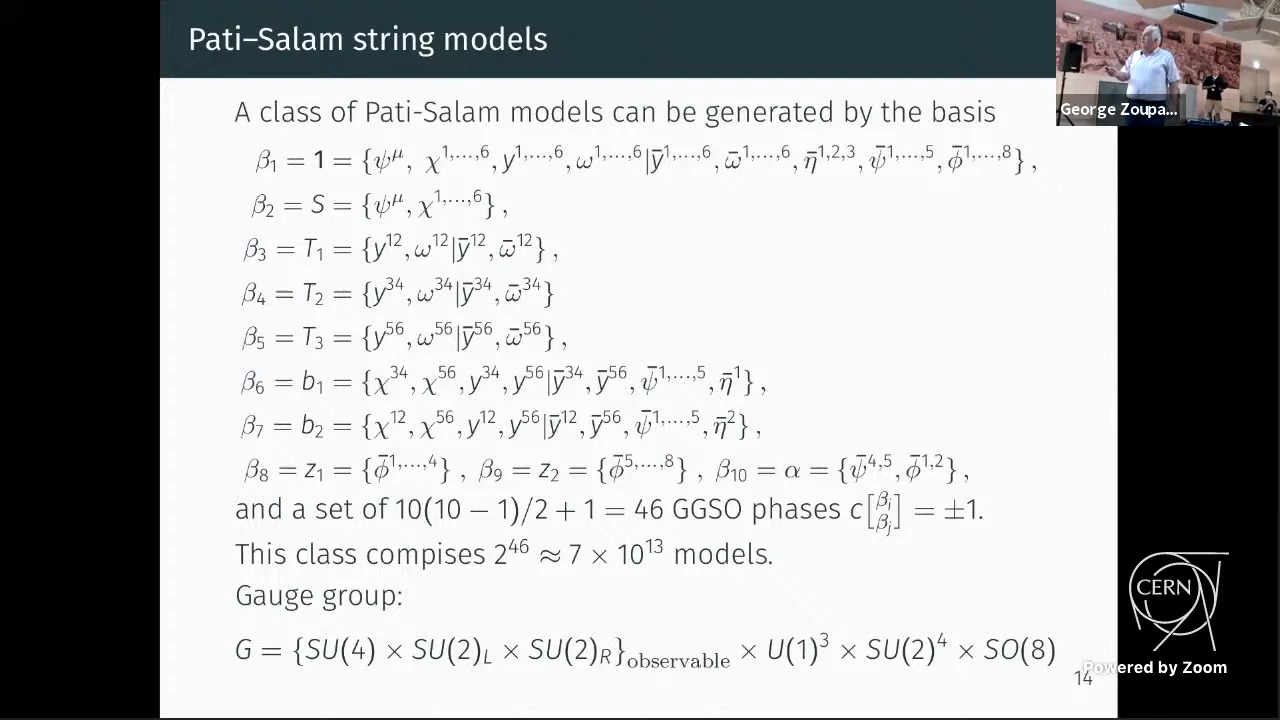 Pati–Salam string models
George Zoupa...
A class of Pati-Salam models can be generated by the basis
β₁ = 𝟏 = {ψ^μ, χ^{1,...,6}, y^{1,...,6}, ω^{1,...,6}|ȳ^{1,...,6}, ω̄^{1,...,6}, η̄^{1,2,3}, ψ̄^{1,...,5}, φ̄^{1,...,8}} ,
β₂ = S = {ψ^μ, χ^{1,...,6}} ,
β₃ = T₁ = {y^{12}, ω^{12}|ȳ^{12}, ω̄^{12}} ,
β₄ = T₂ = {y^{34}, ω^{34}|ȳ^{34}, ω̄^{34}}
β₅ = T₃ = {y^{56}, ω^{56}|ȳ^{56}, ω̄^{56}} ,
β₆ = b₁ = {χ^{34}, χ^{56}, y^{34}, y^{56}|ȳ^{34}, ȳ^{56}, ψ̄^{1,...,5}, η̄^1} ,
β₇ = b₂ = {χ^{12}, χ^{56}, y^{12}, y^{56}|ȳ^{12}, ȳ^{56}, ψ̄^{1,...,5}, η̄^2} ,
β₈ = z₁ = {φ̄^{1,...,4}} , β₉ = z₂ = {φ̄^{5,...,8}} , β₁₀ = α = {ψ̄^{4,5}, φ̄^{1,2}} ,
and a set of 10(10 − 1)/2 + 1 = 46 GGSO phases c[β_i β_j] = ±1.
This class compises 2^{46} ≈ 7 × 10^{13} models.
Gauge group:
G = {SU(4) × SU(2)_L × SU(2)_R}_observable × U(1)^3 × SU(2)^4 × SO(8)
14
CERN
Powered by Zoom